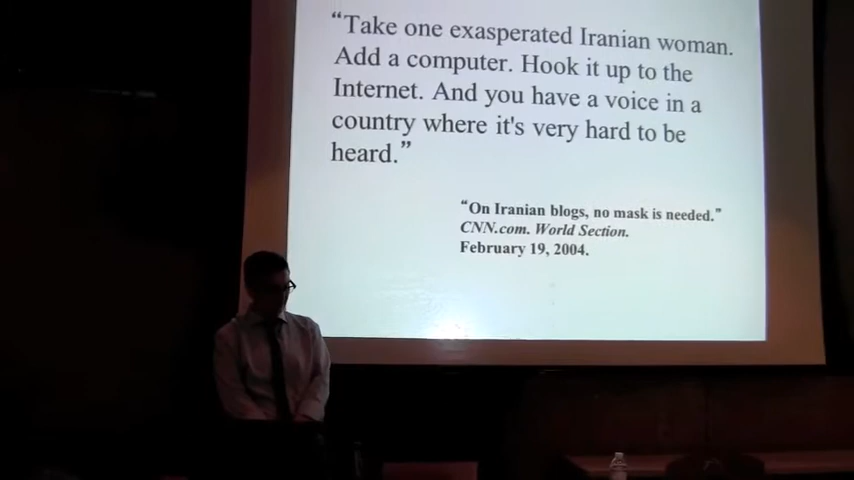 “Take one exasperated Iranian woman.
Add a computer. Hook it up to the
Internet. And you have a voice in a
country where it's very hard to be
heard.”
“On Iranian blogs, no mask is needed.”
CNN.com. World Section.
February 19, 2004.